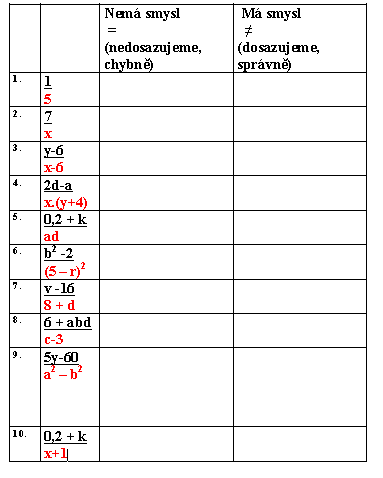 Nemá smysl Má smysl
= ≠
(nedosazujeme, (dosazujeme,
chybně) správně)
1. 1
5
2. 7
x
3. y-6
x-6
4. 2d-a
x.(y+4)
5. 0,2 + k
ad
6. b² -2
(5 – r)²
7. v -16
8 + d
8. 6 + abd
c-3
9. 5y-60
a² – b²
10. 0,2 + k
x+1